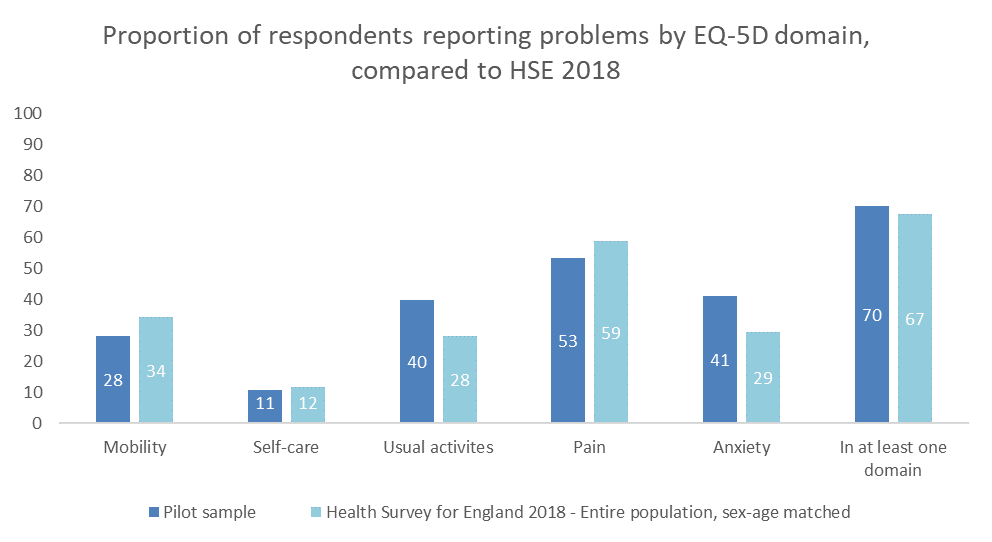 Proportion of respondents reporting problems by EQ-5D domain,
compared to HSE 2018
100
90
80
70
60
50
40
30
20
10
0
28
34
11
12
40
28
53
59
41
29
70
67
Mobility
Self-care
Usual activites
Pain
Anxiety
In at least one
domain
Pilot sample
Health Survey for England 2018 - Entire population, sex-age matched